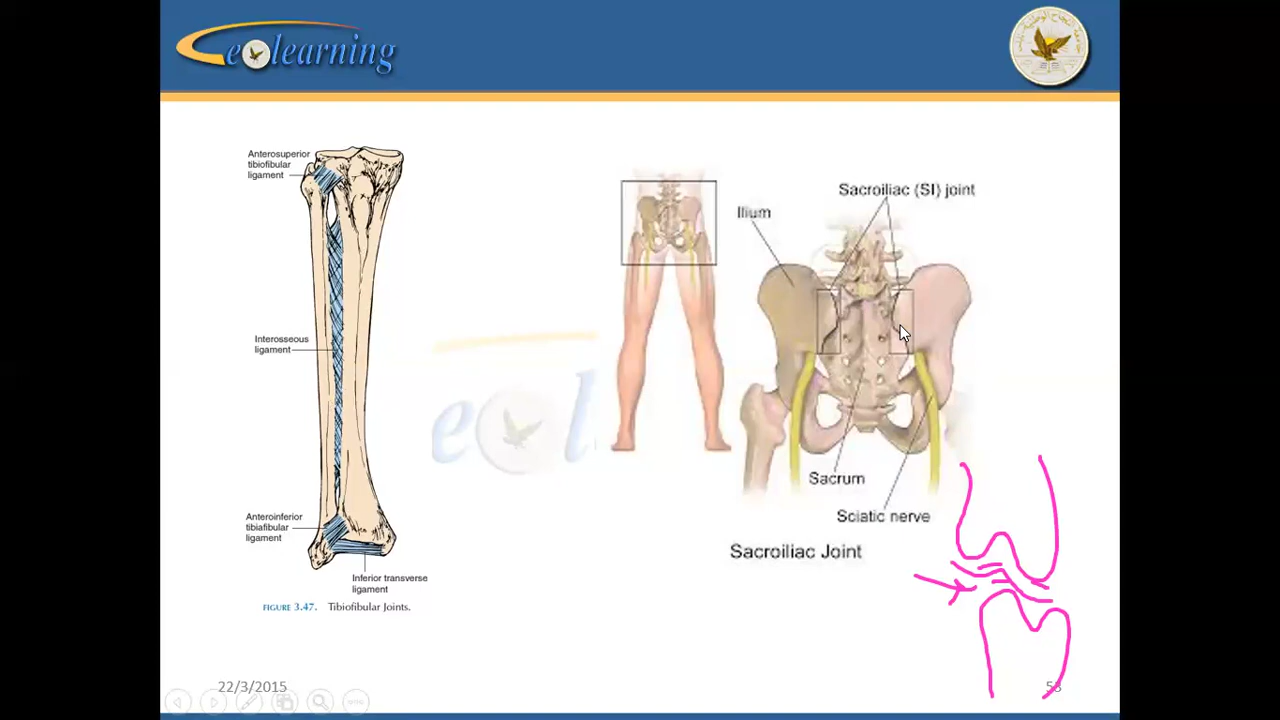 eolearning
Anterosuperior
tibiofibular
ligament
Interosseous
ligament
Anteroinferior
tibiafibular
ligament
Inferior transverse
ligament
FIGURE 3.47. Tibiofibular Joints.
Sacroiliac (SI) joint
Ilium
Sacrum
Sciatic nerve
Sacroiliac Joint
22/3/2015